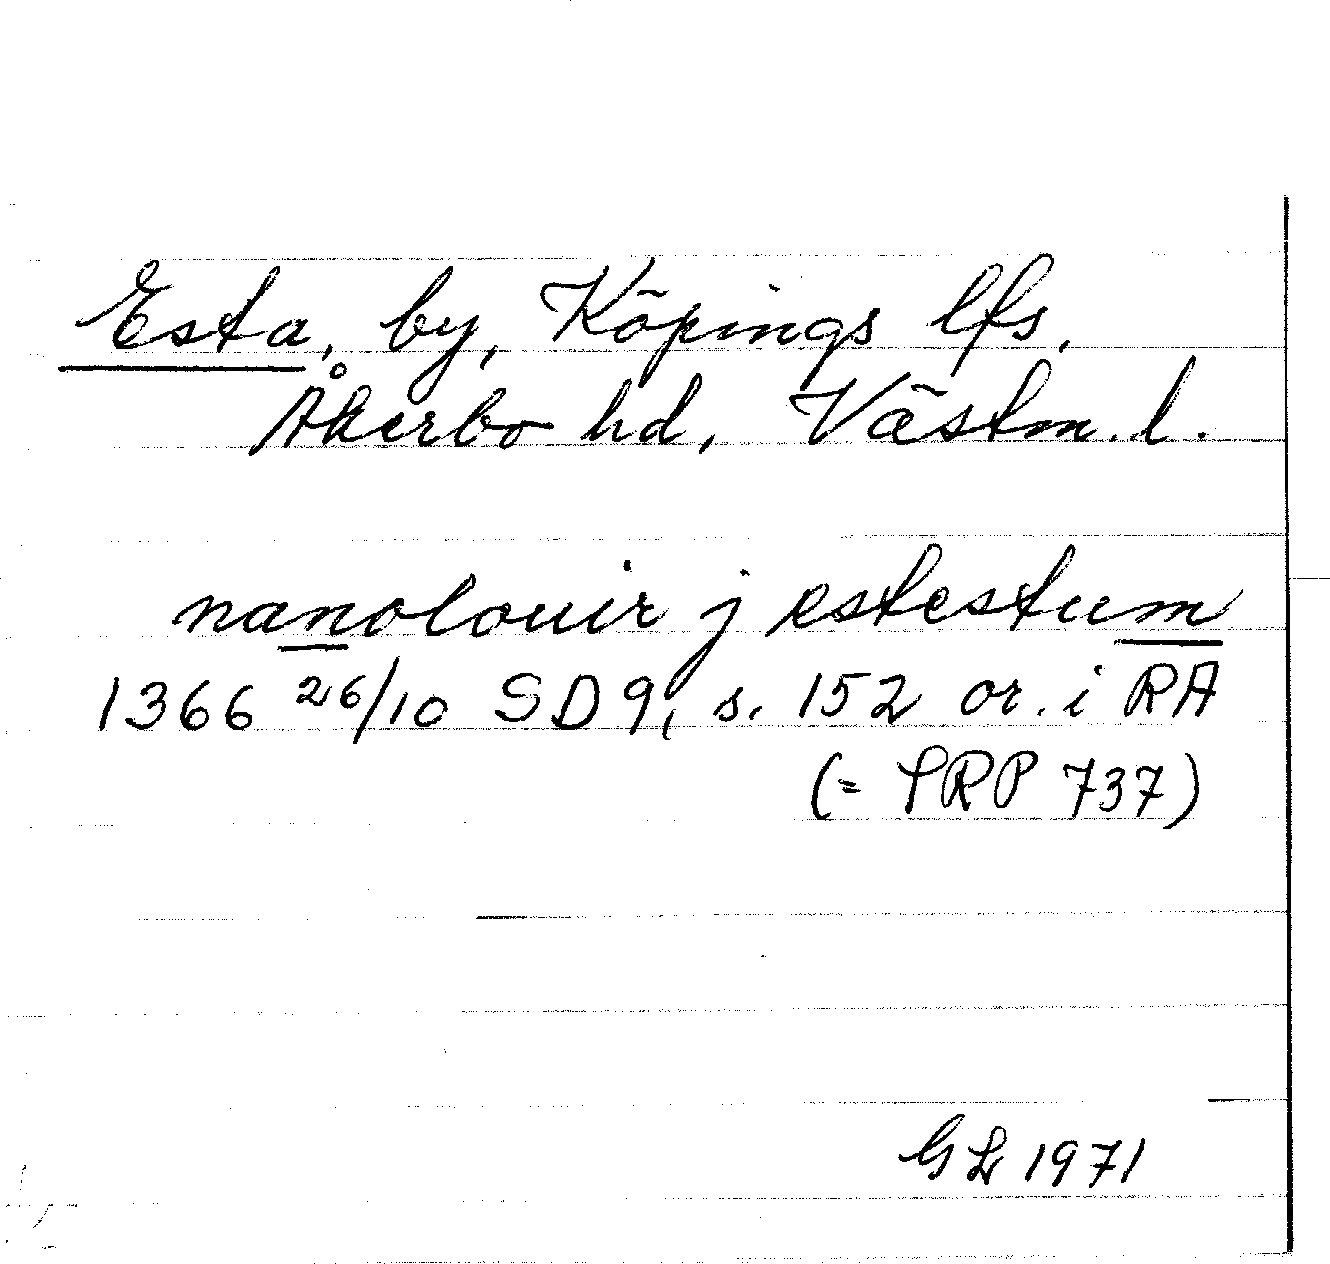 Esta, by, Köpings lfs,
Åkerbo hd, Västm. l.
nanolouir j estestum
1366 26/10 SD 9, s. 152 or. i RA
(= SRP 737)
GL 1971